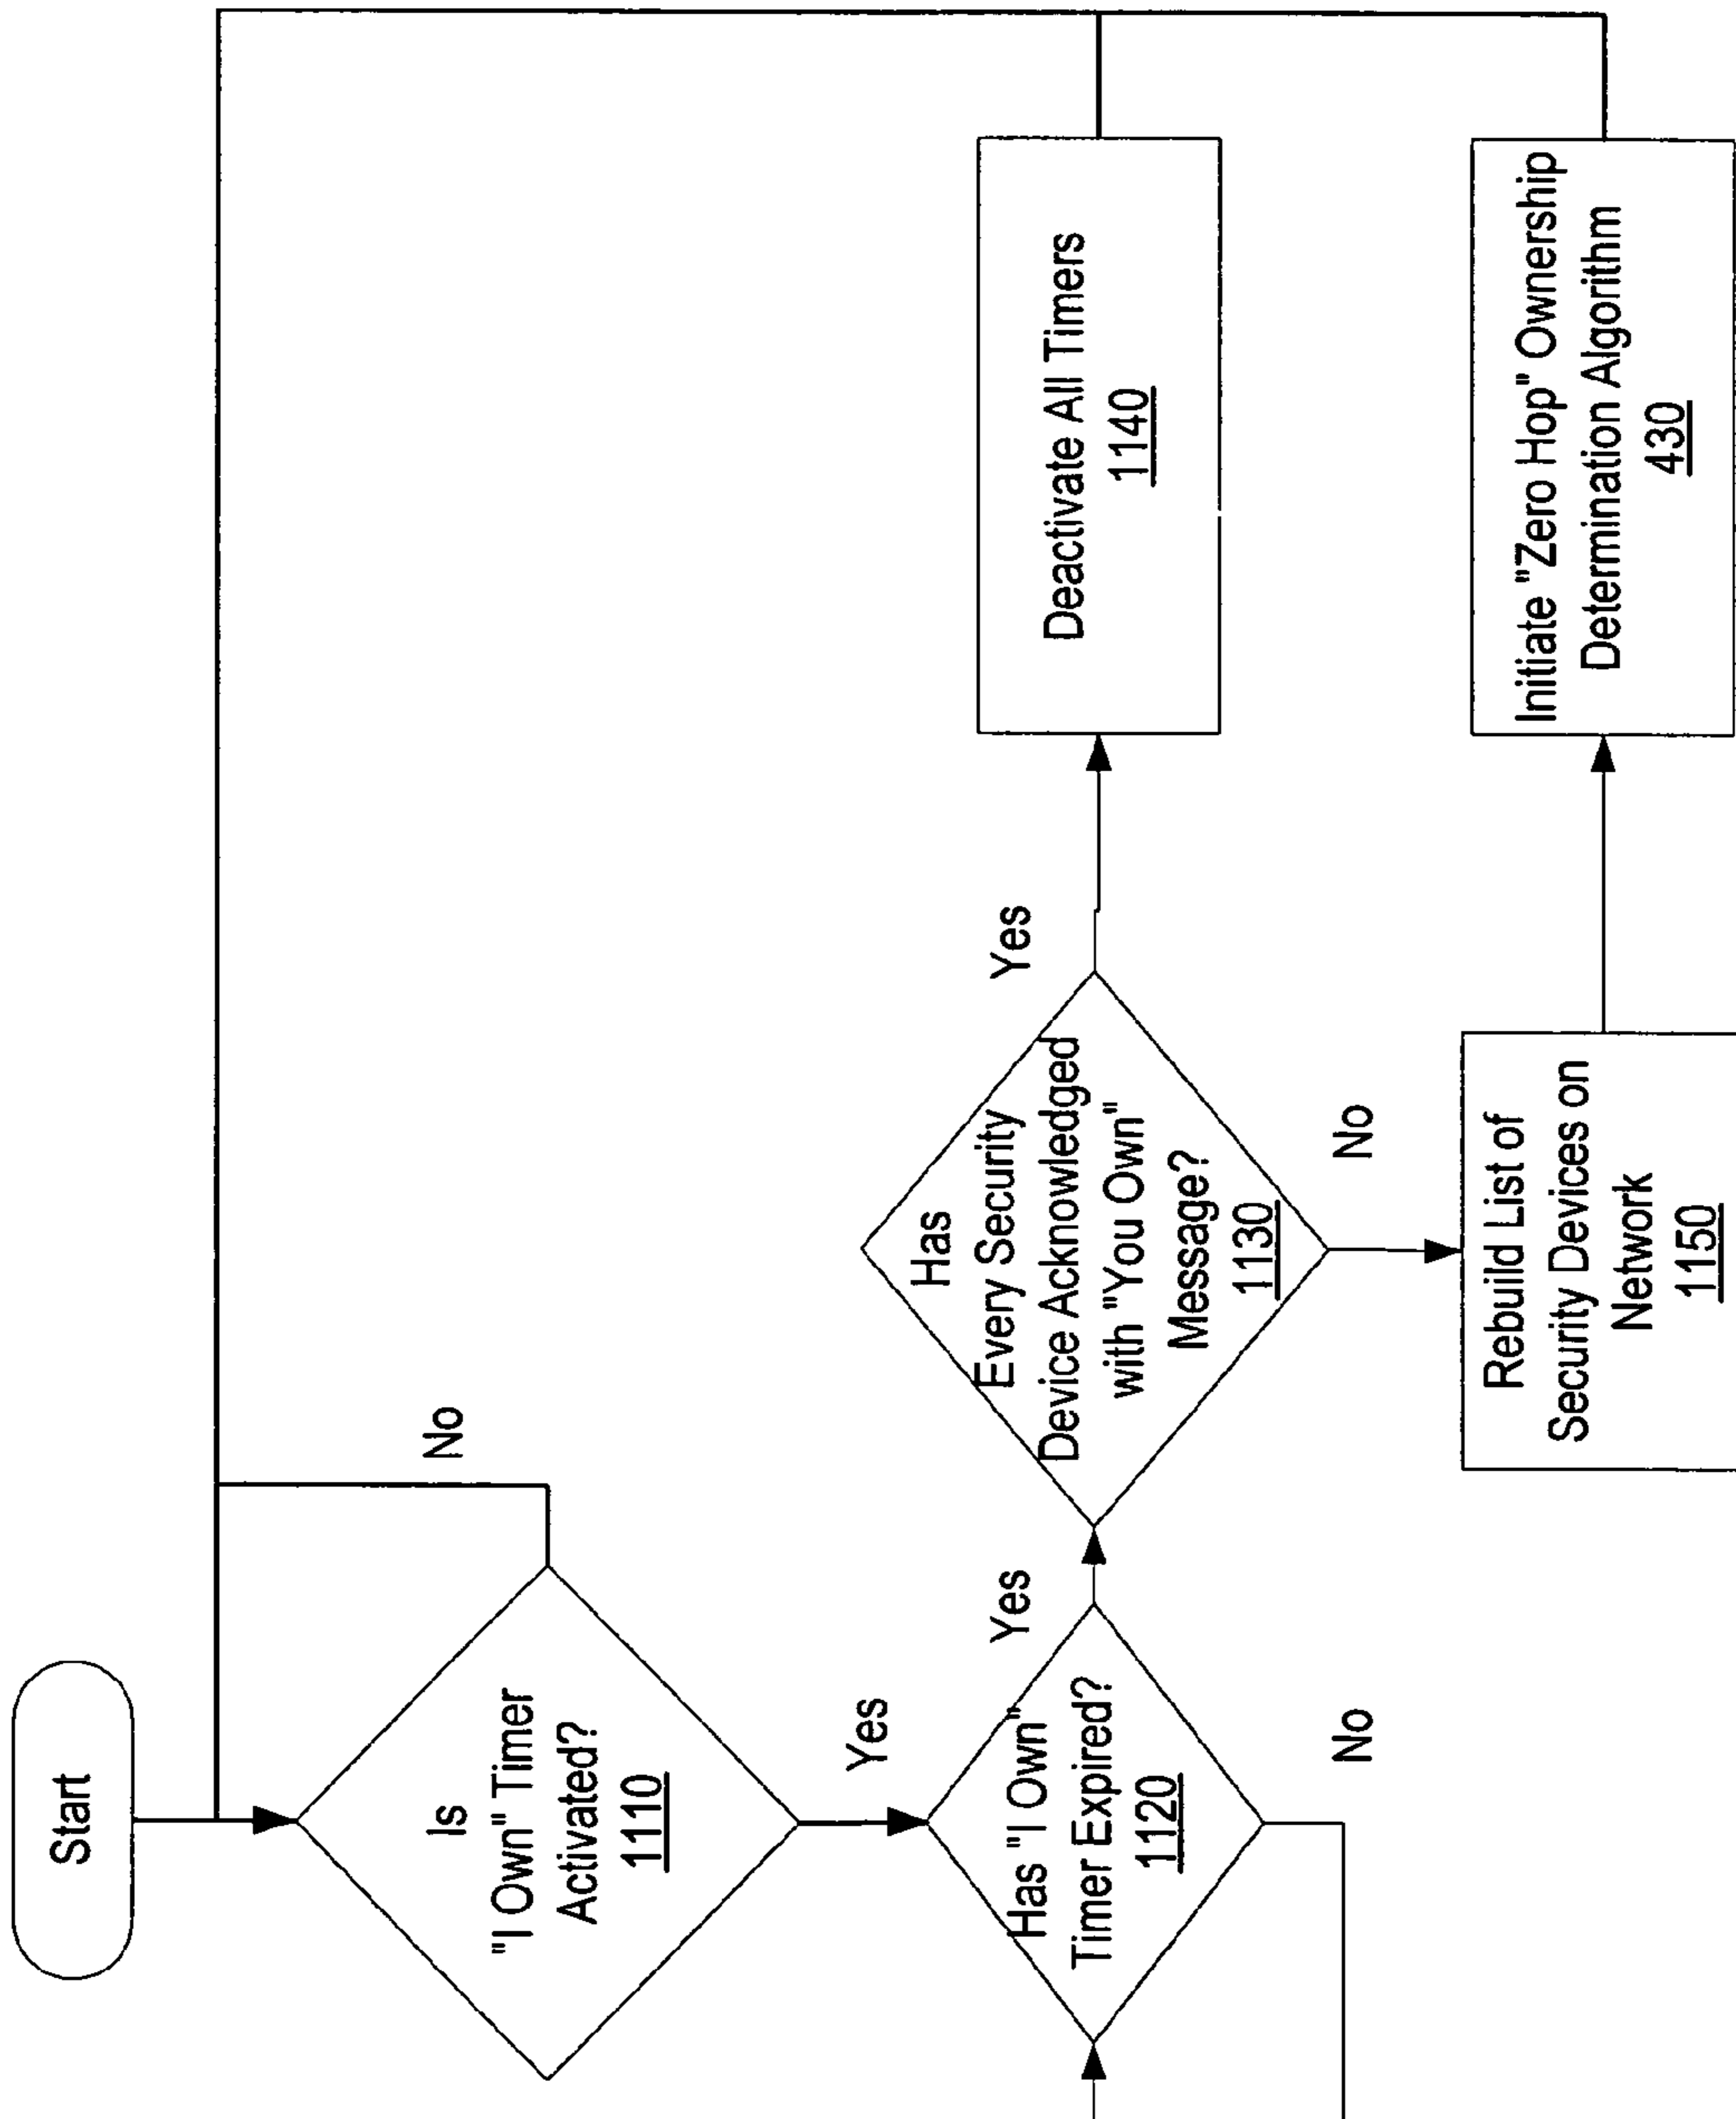 Start
Is
"I Own" Timer
Activated?
1110
No
Yes
Has "I Own"
Timer Expired?
1120
Yes
No
Has
Every Security
Device Acknowledged
with "You Own"
Message?
1130
Yes
No
Deactivate All Timers
1140
Rebuild List of
Security Devices on
Network
1150
Initiate "Zero Hop" Ownership
Determination Algorithm
430